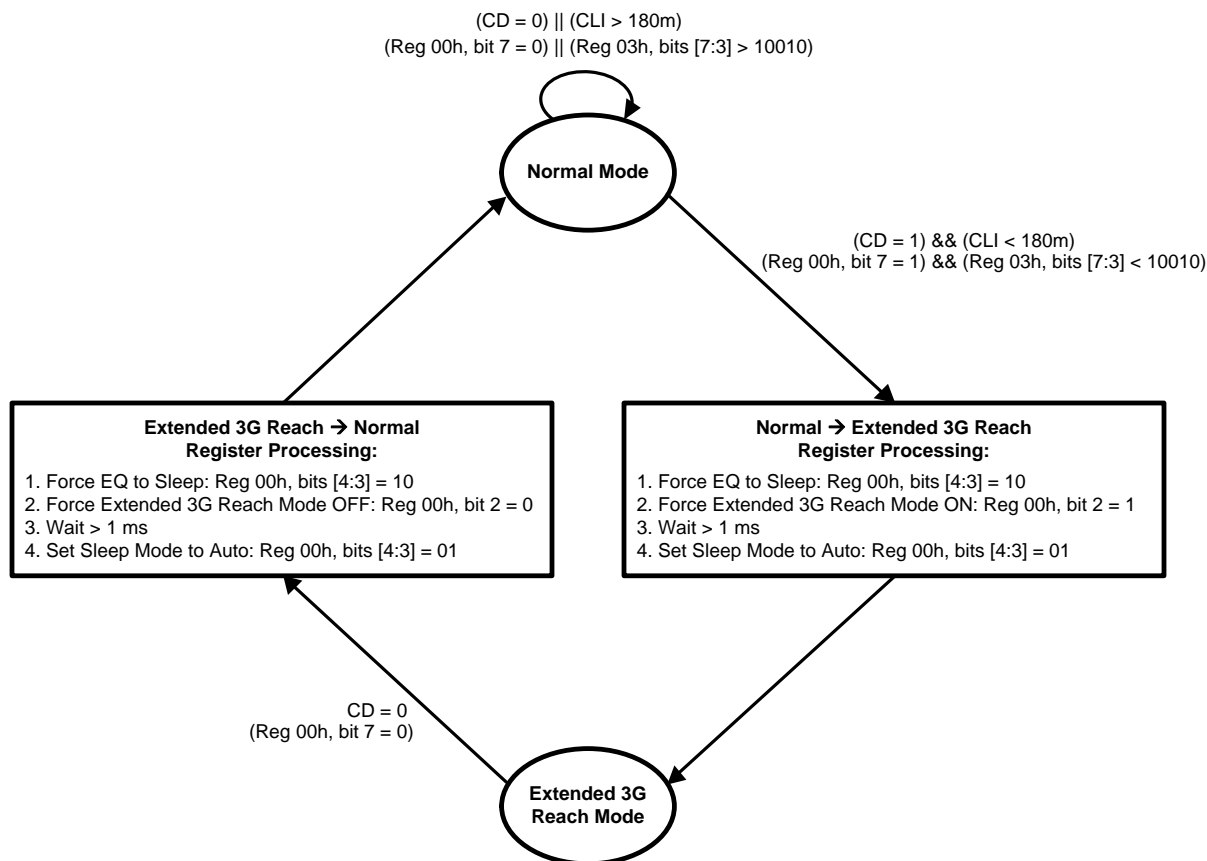 (CD = 0) || (CLI > 180m)
(Reg 00h, bit 7 = 0) || (Reg 03h, bits [7:3] > 10010)
Normal Mode
(CD = 1) && (CLI < 180m)
(Reg 00h, bit 7 = 1) && (Reg 03h, bits [7:3] < 10010)
Extended 3G Reach → Normal
Register Processing:
1. Force EQ to Sleep: Reg 00h, bits [4:3] = 10
2. Force Extended 3G Reach Mode OFF: Reg 00h, bit 2 = 0
3. Wait > 1 ms
4. Set Sleep Mode to Auto: Reg 00h, bits [4:3] = 01
Normal → Extended 3G Reach
Register Processing:
1. Force EQ to Sleep: Reg 00h, bits [4:3] = 10
2. Force Extended 3G Reach Mode ON: Reg 00h, bit 2 = 1
3. Wait > 1 ms
4. Set Sleep Mode to Auto: Reg 00h, bits [4:3] = 01
CD = 0
(Reg 00h, bit 7 = 0)
Extended 3G
Reach Mode